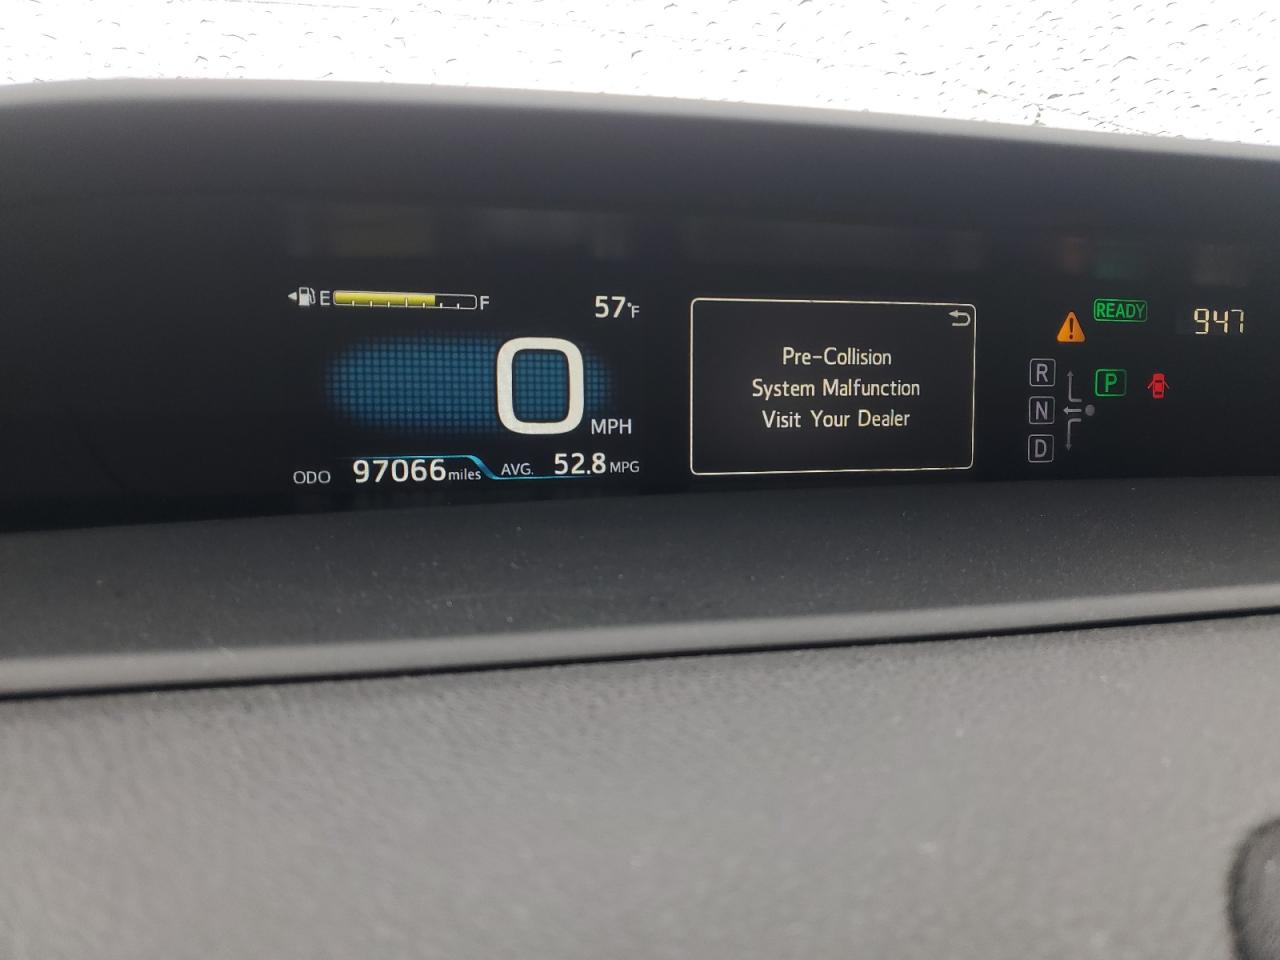 E F
57°F
0 MPH
ODO 97066 miles
AVG. 52.8 MPG
Pre-Collision
System Malfunction
Visit Your Dealer
READY
947
R
N
D
P